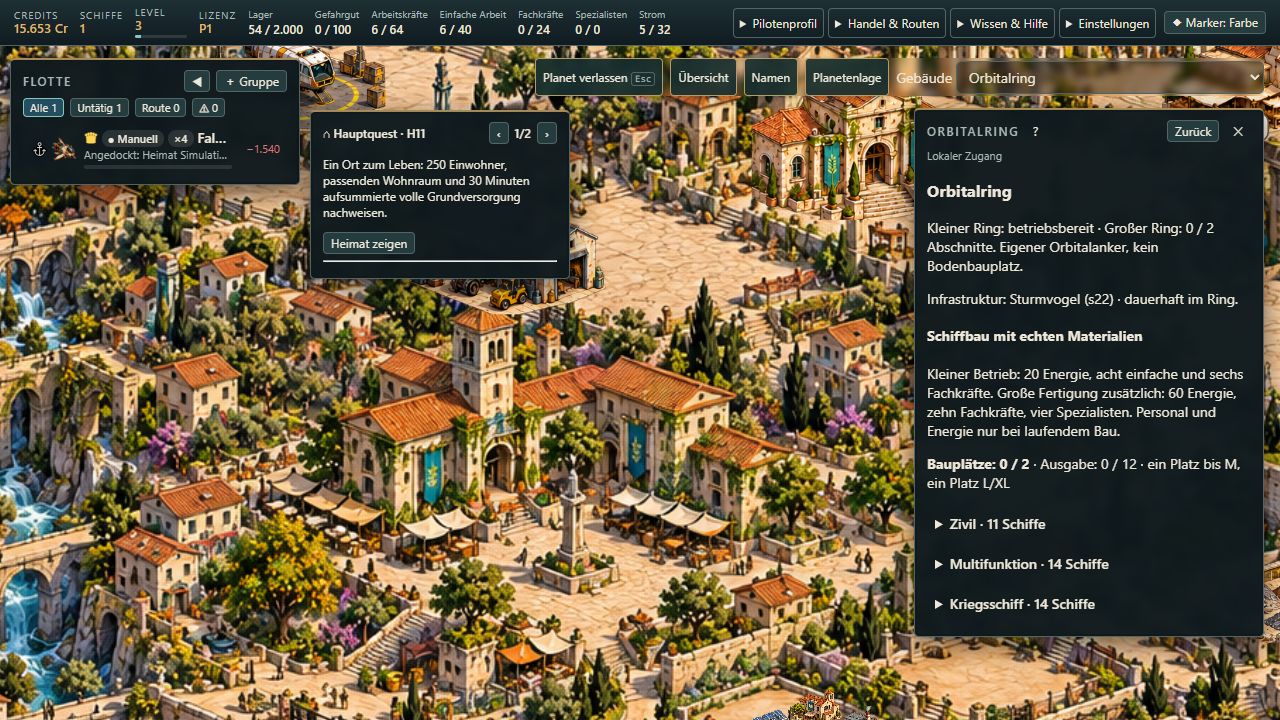 CREDITS
15.653 Cr
SCHIFFE
1
LEVEL
3
LIZENZ
P1
Lager
54 / 2.000
Gefahrgut
0 / 100
Arbeitskräfte
6 / 64
Einfache Arbeit
6 / 40
Fachkräfte
0 / 24
Spezialisten
0 / 0
Strom
5 / 32
▶ Pilotenprofil
▶ Handel & Routen
▶ Wissen & Hilfe
▶ Einstellungen
◆ Marker: Farbe
FLOTTE
◀
+ Gruppe
Alle 1
Untätig 1
Route 0
⚠ 0
● Manuell
×4
Fal...
Angedockt: Heimat Simulati...
−1.540
Planet verlassen Esc
Übersicht
Namen
Planetenlage
Gebäude
Orbitalring
⌂ Hauptquest · H11
‹ 1/2 ›
Ein Ort zum Leben: 250 Einwohner,
passenden Wohnraum und 30 Minuten
aufsummierte volle Grundversorgung
nachweisen.
Heimat zeigen
ORBITALRING ?
Zurück ×
Lokaler Zugang
Orbitalring
Kleiner Ring: betriebsbereit · Großer Ring: 0 / 2
Abschnitte. Eigener Orbitalanker, kein
Bodenbauplatz.
Infrastruktur: Sturmvogel (s22) · dauerhaft im Ring.
Schiffbau mit echten Materialien
Kleiner Betrieb: 20 Energie, acht einfache und sechs
Fachkräfte. Große Fertigung zusätzlich: 60 Energie,
zehn Fachkräfte, vier Spezialisten. Personal und
Energie nur bei laufendem Bau.
Bauplätze: 0 / 2 · Ausgabe: 0 / 12 · ein Platz bis M,
ein Platz L/XL
▶ Zivil · 11 Schiffe
▶ Multifunktion · 14 Schiffe
▶ Kriegsschiff · 14 Schiffe